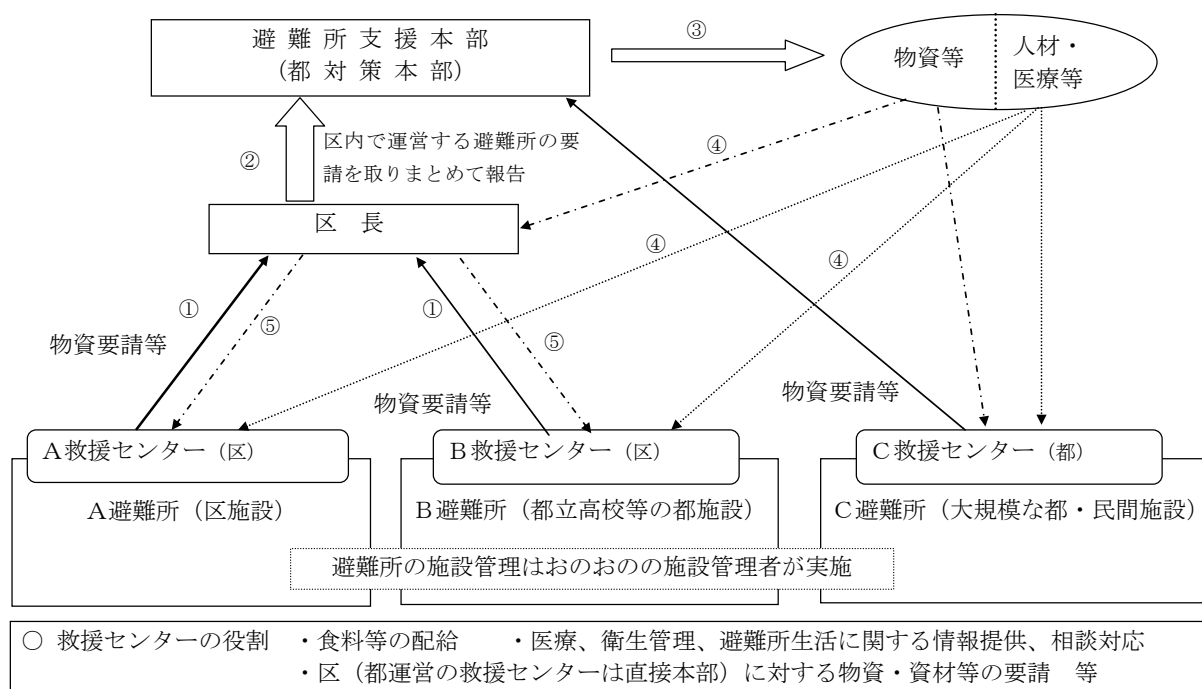 避 難 所 支 援 本 部
（都 対 策 本 部）
③
物資等
人材・
医療等
②
区内で運営する避難所の要
請を取りまとめて報告
④
区 長
④
④
①
⑤
①
⑤
物資要請等
物資要請等
物資要請等
A救援センター（区）
B救援センター（区）
C救援センター（都）
A避難所（区施設）
B避難所（都立高校等の都施設）
C避難所（大規模な都・民間施設）
避難所の施設管理はおのおのの施設管理者が実施
○ 救援センターの役割 ・食料等の配給 ・医療、衛生管理、避難所生活に関する情報提供、相談対応
・区（都運営の救援センターは直接本部）に対する物資・資材等の要請 等